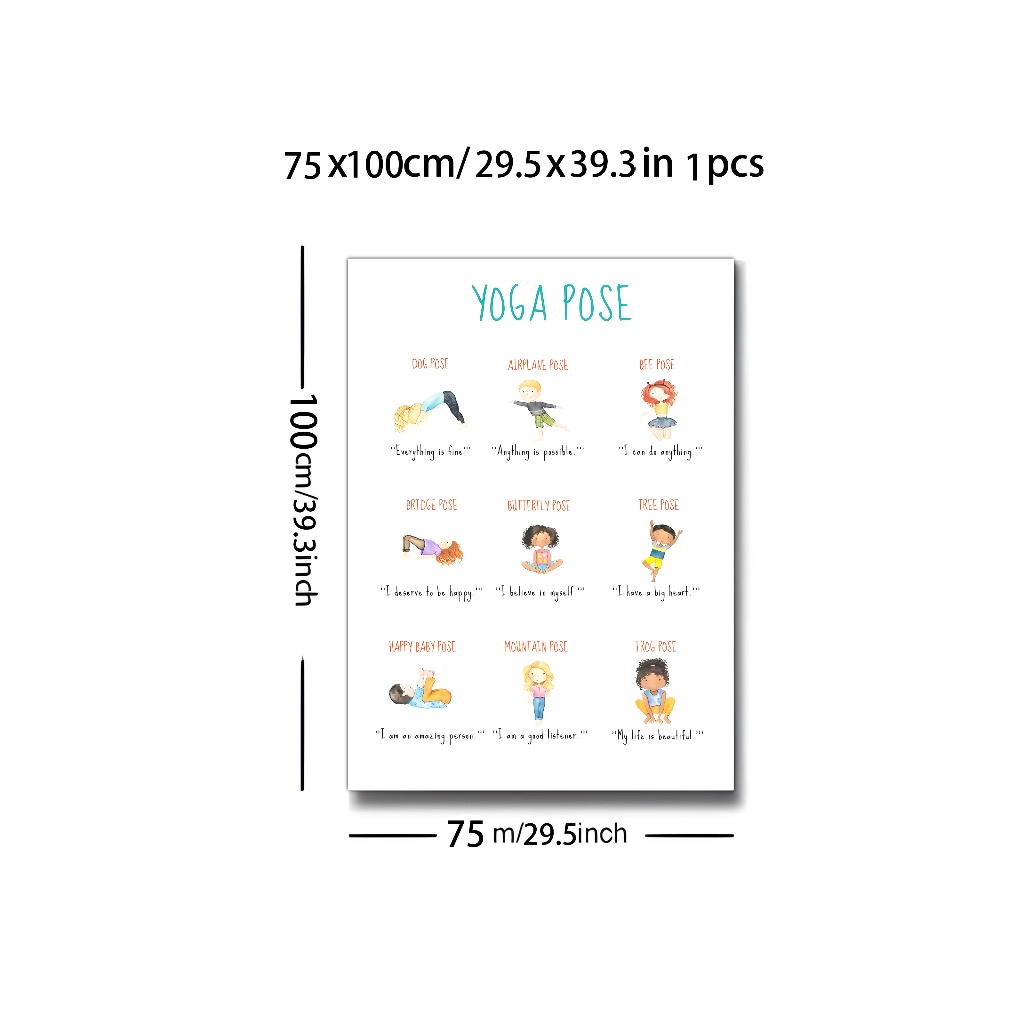 75x100cm/29.5x39.3in 1pcs
100cm/39.3inch
YOGA POSE
DOG POSE AIRPLANE POSE BEE POSE
"Everything is fine"" "Anything is possible."" "I can do anything.""
BRIDGE POSE BUTTERFLY POSE TREE POSE
"I deserve to be happy."" "I believe in myself."" "I have a big heart.""
HAPPY BABY POSE MOUNTAIN POSE FROG POSE
"I am an amazing person."" "I am a good listener."" "My life is beautiful.""
75 m/29.5inch